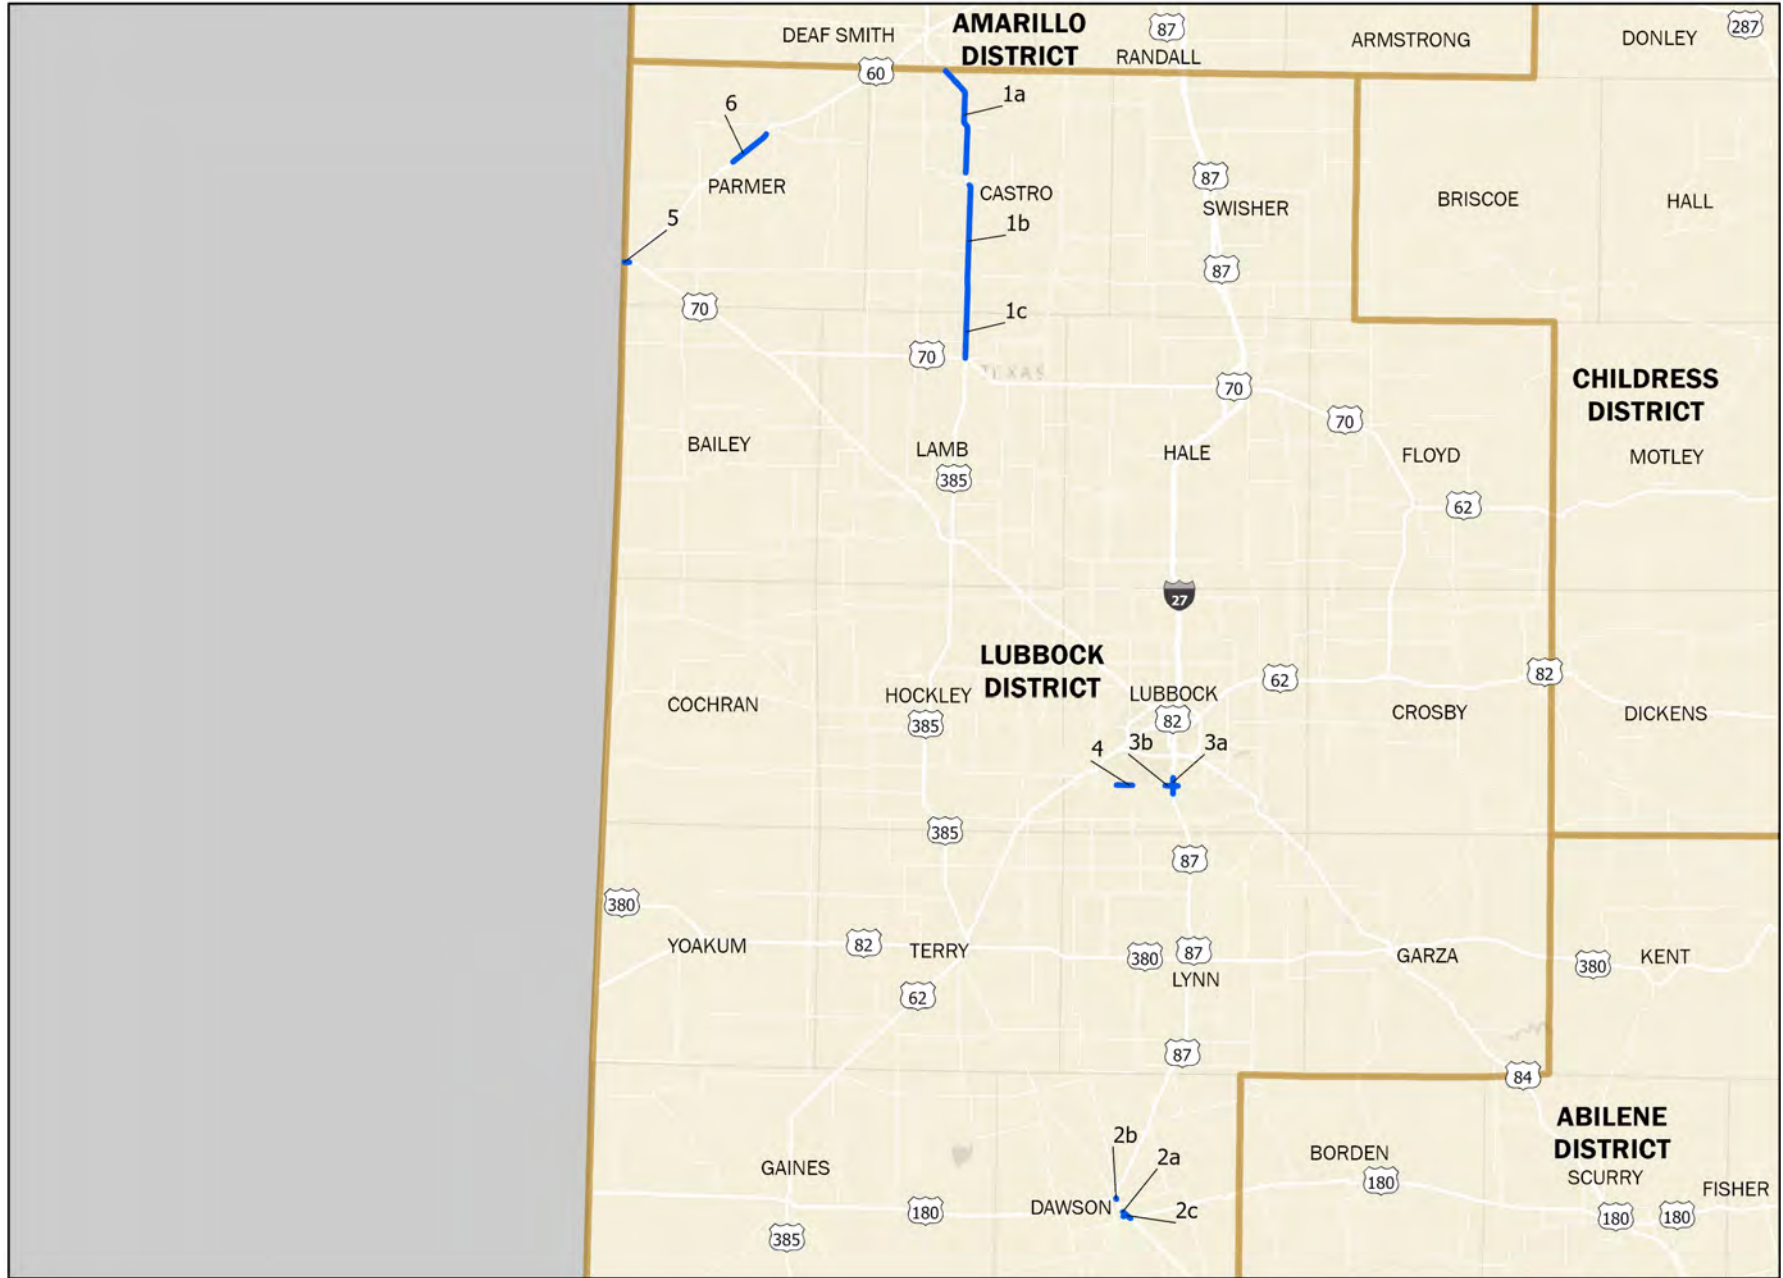 DEAF SMITH
AMARILLO
DISTRICT
87
RANDALL
ARMSTRONG
DONLEY
287
60
6
1a
PARMER
CASTRO
87
SWISHER
BRISCOE
HALL
5
1b
87
70
1c
70
TEXAS
70
CHILDRESS
DISTRICT
70
BAILEY
LAMB
HALE
FLOYD
MOTLEY
385
62
27
LUBBOCK
DISTRICT
COCHRAN
HOCKLEY
LUBBOCK
62
82
CROSBY
DICKENS
385
82
4
3b
3a
385
87
380
YOAKUM
82
TERRY
380
87
LYNN
GARZA
380
KENT
62
87
84
ABILENE
DISTRICT
2b
2a
2c
GAINES
DAWSON
BORDEN
SCURRY
FISHER
180
180
180
180
385